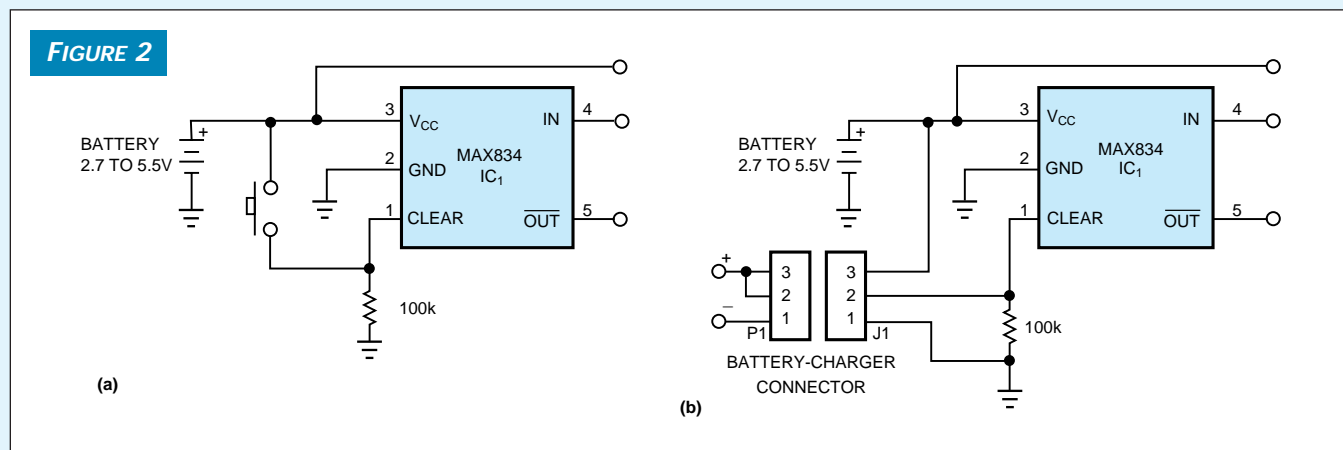 FIGURE 2
BATTERY
2.7 TO 5.5V
+
3
VCC
2
GND
1
CLEAR
MAX834
IC1
IN
4
OUT
5
100k
(a)
BATTERY
2.7 TO 5.5V
+
3
VCC
2
GND
1
CLEAR
MAX834
IC1
IN
4
OUT
5
+
–
3
2
1
P1
3
2
1
J1
100k
BATTERY-CHARGER
CONNECTOR
(b)